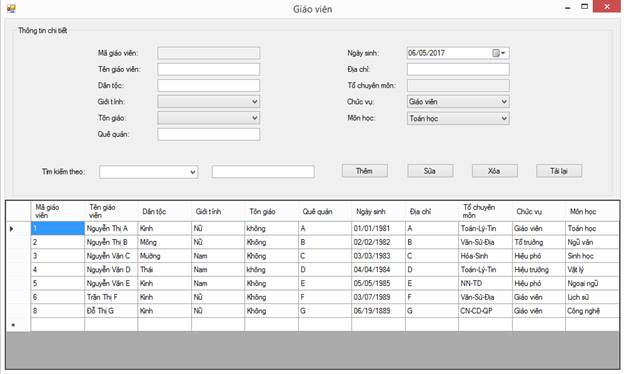 Giáo viên
Thông tin chi tiết
Mã giáo viên: Ngày sinh: 06/05/2017
Tên giáo viên: Địa chỉ:
Dân tộc: Tổ chuyên môn:
Giới tính: Chức vụ: Giáo viên
Tôn giáo: Môn học: Toán học
Quê quán:
Tìm kiếm theo: Thêm Sửa Xóa Tải lại
Mã giáo viên Tên giáo viên Dân tộc Giới tính Tôn giáo Quê quán Ngày sinh Địa chỉ Tổ chuyên môn Chức vụ Môn học
1 Nguyễn Thị A Kinh Nữ không A 01/01/1981 A Toán-Lý-Tin Giáo viên Toán học
2 Nguyễn Thị B Mông Nữ Không B 02/02/1982 B Văn-Sử-Địa Tổ trưởng Ngữ văn
3 Nguyễn Văn C Mường Nam Không C 03/03/1983 C Hóa-Sinh Hiệu phó Sinh học
4 Nguyễn Văn D Thái Nam không D 04/04/1984 D Toán-Lý-Tin Hiệu trưởng Vật lý
5 Nguyễn Văn E Kinh Nam Không E 05/05/1985 E NN-TD Hiệu phó Ngoại ngữ
6 Trần Thị F Kinh Nữ Không F 03/07/1989 F Văn-Sử-Địa Giáo viên Lịch sử
8 Đỗ Thị G Kinh Nữ Không G 06/19/1889 G CN-CD-QP Giáo viên Công nghệ